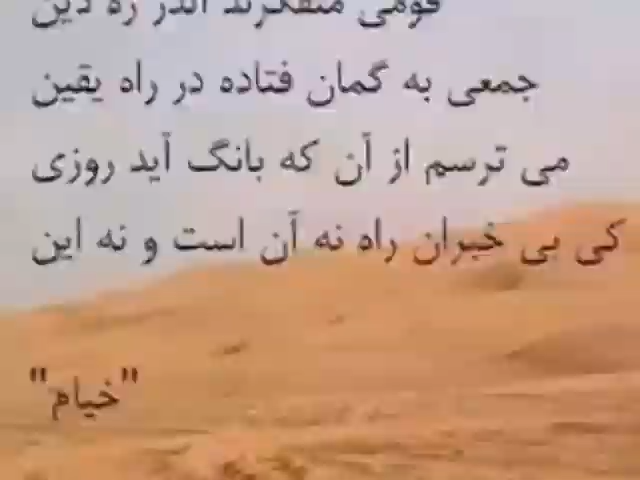 قومی متفکرند اندر ره دین
جمعی به گمان فتاده در راه یقین
می ترسم از آن که بانگ آید روزی
کی بی خبران راه نه آن است و نه این
"خیام"